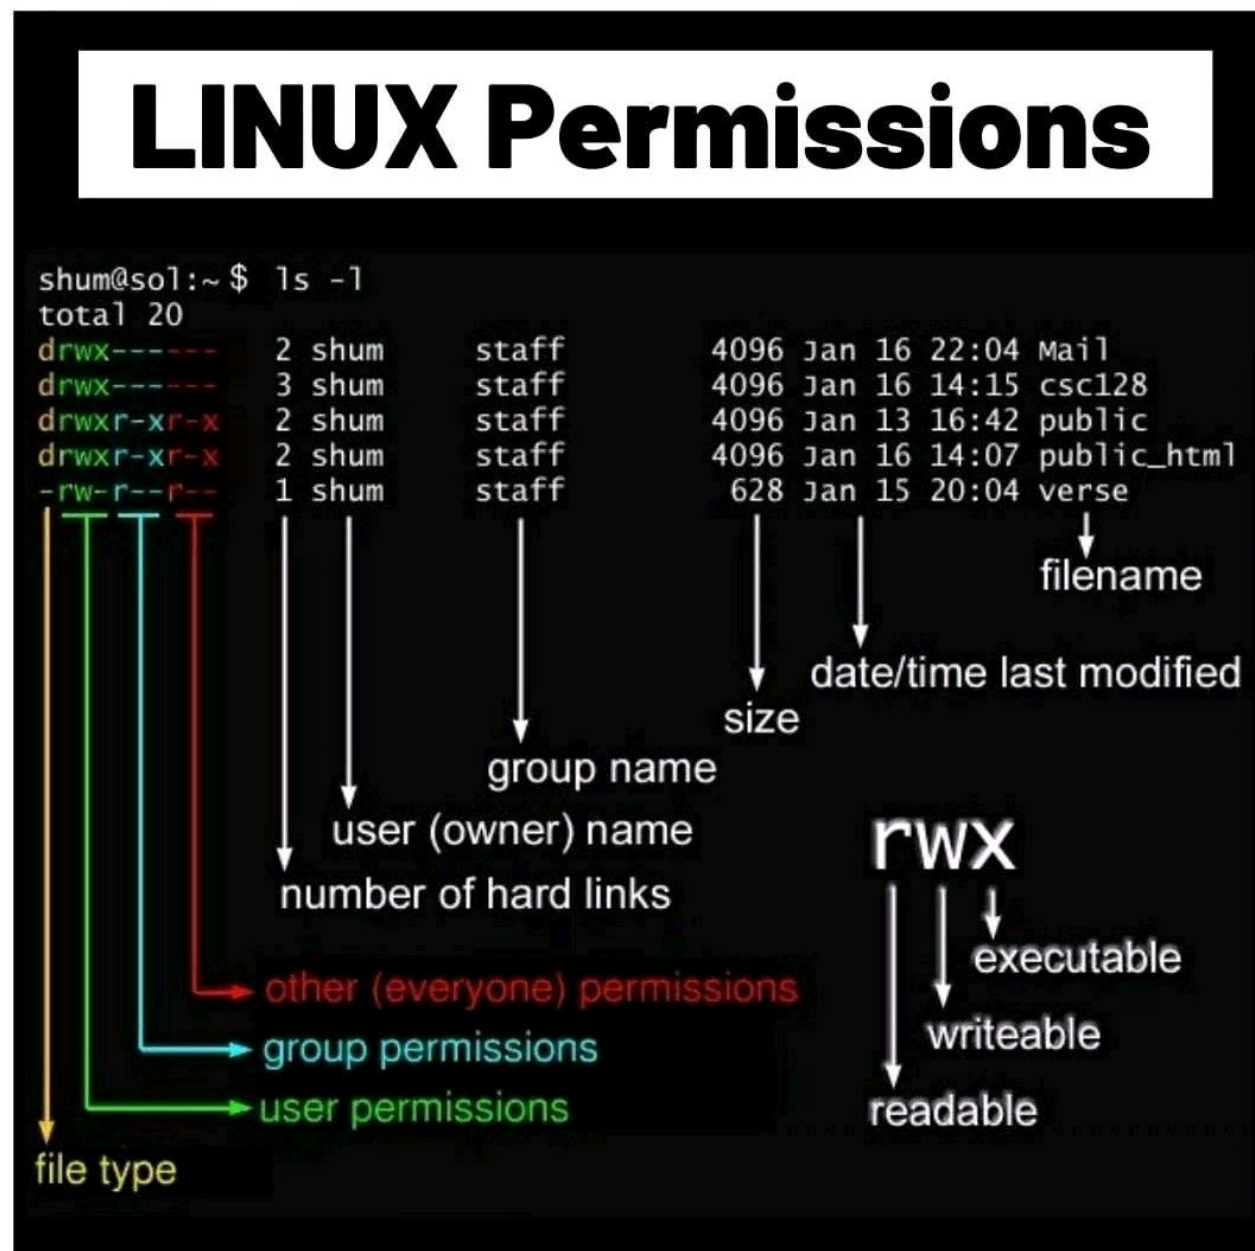 LINUX Permissions
shum@sol:~$ ls -l
total 20
drwx------ 2 shum staff 4096 Jan 16 22:04 Mail
drwx------ 3 shum staff 4096 Jan 16 14:15 csc128
drwxr-xr-x 2 shum staff 4096 Jan 13 16:42 public
drwxr-xr-x 2 shum staff 4096 Jan 16 14:07 public_html
-rw-r--r-- 1 shum staff 628 Jan 15 20:04 verse
filename
date/time last modified
size
group name
user (owner) name
number of hard links
rwx
executable
writeable
readable
other (everyone) permissions
group permissions
user permissions
file type